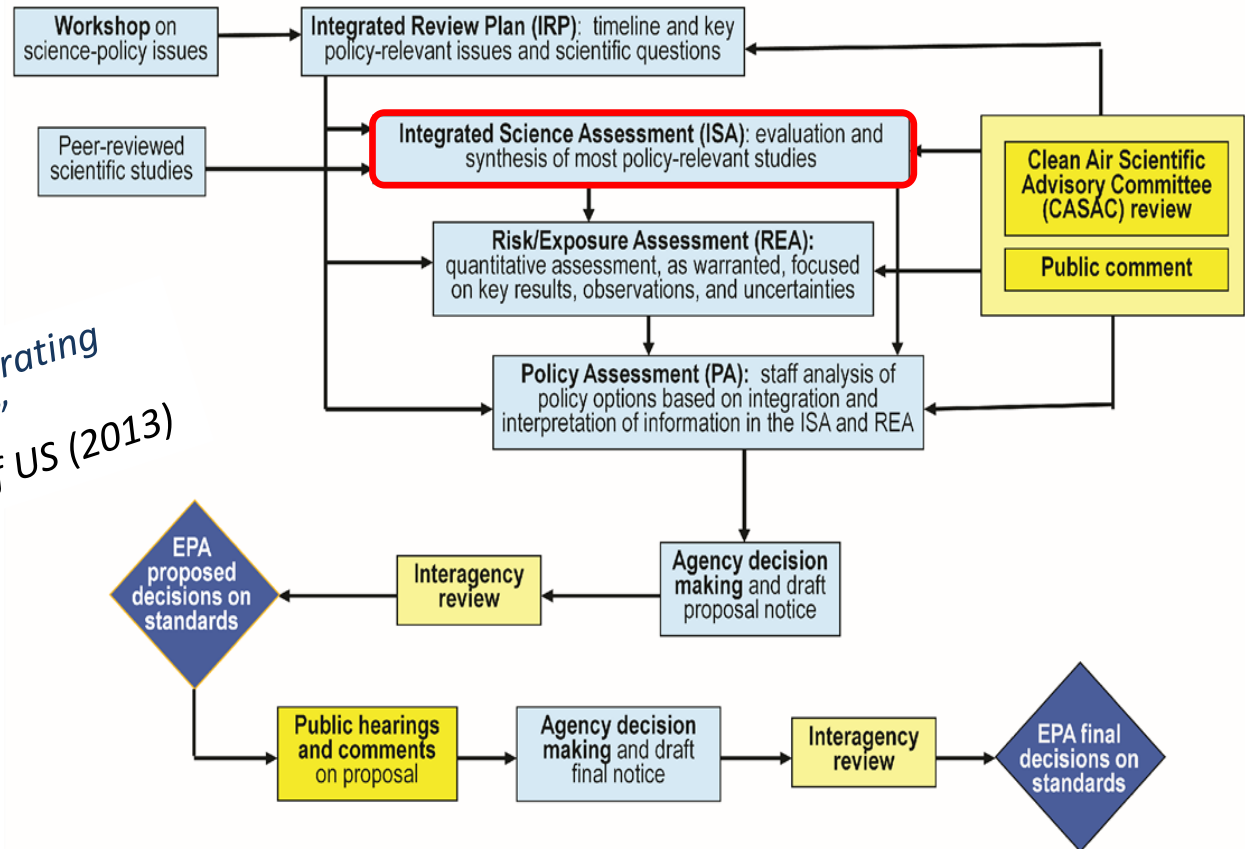 Workshop on
science-policy issues
Integrated Review Plan (IRP): timeline and key
policy-relevant issues and scientific questions
Peer-reviewed
scientific studies
Integrated Science Assessment (ISA): evaluation and
synthesis of most policy-relevant studies
Clean Air Scientific
Advisory Committee
(CASAC) review
Public comment
Risk/Exposure Assessment (REA):
quantitative assessment, as warranted, focused
on key results, observations, and uncertainties
Policy Assessment (PA): staff analysis of
policy options based on integration and
interpretation of information in the ISA and REA
US (2013)
EPA
proposed
decisions on
standards
Interagency
review
Agency decision
making and draft
proposal notice
Public hearings
and comments
on proposal
Agency decision
making and draft
final notice
Interagency
review
EPA final
decisions on
standards